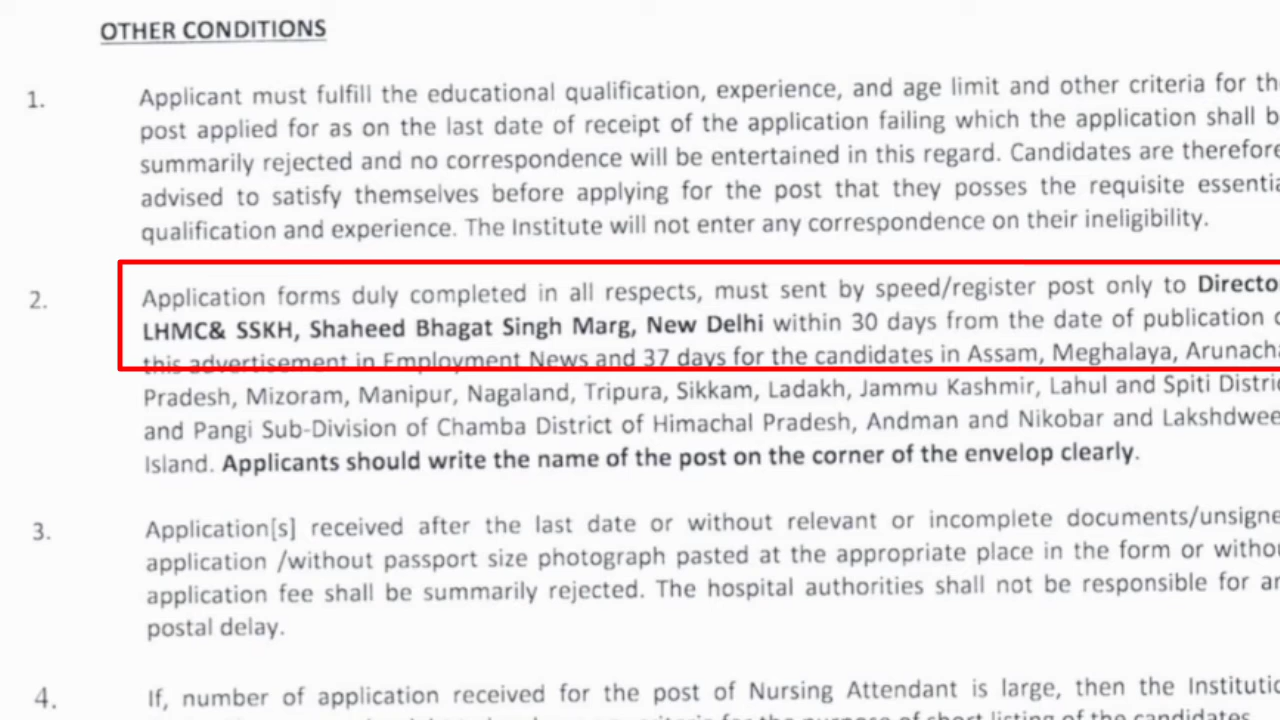 OTHER CONDITIONS
1. Applicant must fulfill the educational qualification, experience, and age limit and other criteria for th
post applied for as on the last date of receipt of the application failing which the application shall b
summarily rejected and no correspondence will be entertained in this regard. Candidates are therefore
advised to satisfy themselves before applying for the post that they posses the requisite essentia
qualification and experience. The Institute will not enter any correspondence on their ineligibility.
2. Application forms duly completed in all respects, must sent by speed/register post only to Directo
LHMC& SSKH, Shaheed Bhagat Singh Marg, New Delhi within 30 days from the date of publication o
this advertisement in Employment News and 37 days for the candidates in Assam, Meghalaya, Arunacha
Pradesh, Mizoram, Manipur, Nagaland, Tripura, Sikkam, Ladakh, Jammu Kashmir, Lahul and Spiti Distric
and Pangi Sub-Division of Chamba District of Himachal Pradesh, Andman and Nikobar and Lakshdwee
Island. Applicants should write the name of the post on the corner of the envelop clearly.
3. Application[s] received after the last date or without relevant or incomplete documents/unsigne
application /without passport size photograph pasted at the appropriate place in the form or withou
application fee shall be summarily rejected. The hospital authorities shall not be responsible for an
postal delay.
4. If, number of application received for the post of Nursing Attendant is large, then the Institutio
for the purpose of short listing of the candidates